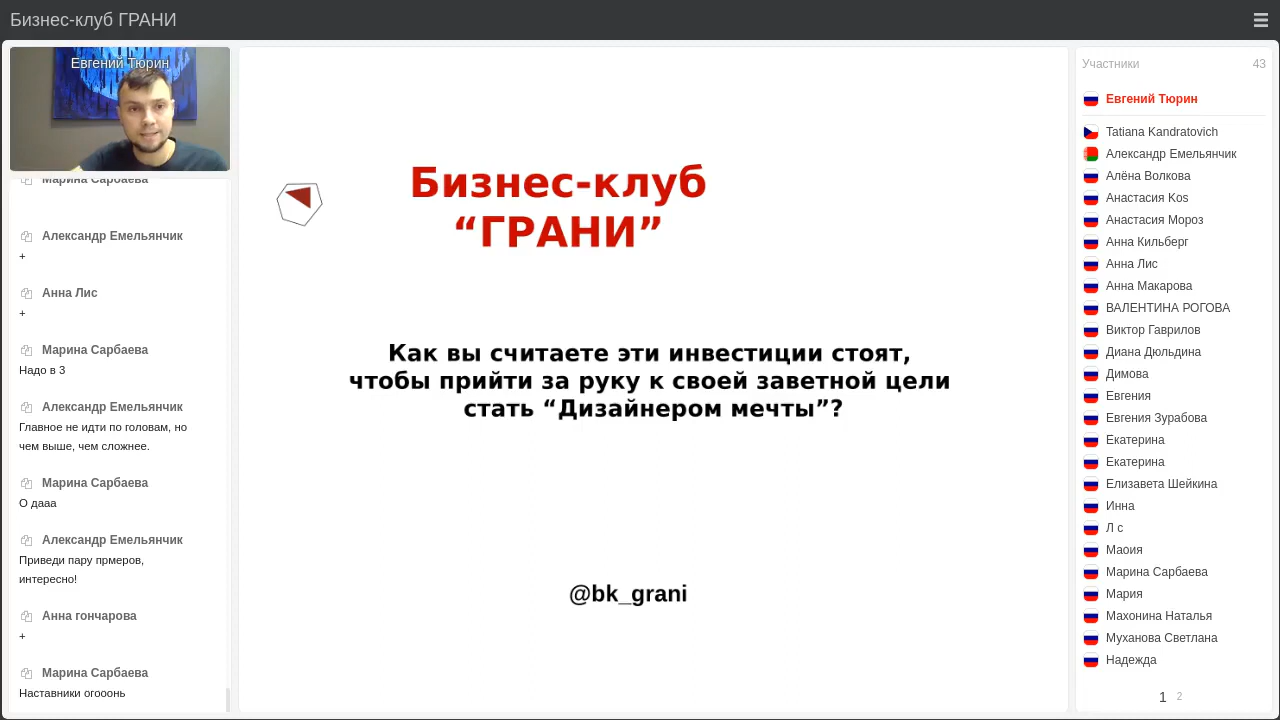 Бизнес-клуб ГРАНИ
Евгений Тюрин
Марина Сарбаева
Александр Емельянчик
+
Анна Лис
+
Марина Сарбаева
Надо в 3
Александр Емельянчик
Главное не идти по головам, но
чем выше, чем сложнее.
Марина Сарбаева
О дааа
Александр Емельянчик
Приведи пару прмеров,
интересно!
Анна гончарова
+
Марина Сарбаева
Наставники огооонь
Бизнес-клуб
“ГРАНИ”
Как вы считаете эти инвестиции стоят,
чтобы прийти за руку к своей заветной цели
стать “Дизайнером мечты”?
@bk_grani
Участники 43
Евгений Тюрин
Tatiana Kandratovich
Александр Емельянчик
Алёна Волкова
Анастасия Kos
Анастасия Мороз
Анна Кильберг
Анна Лис
Анна Макарова
ВАЛЕНТИНА РОГОВА
Виктор Гаврилов
Диана Дюльдина
Димова
Евгения
Евгения Зурабова
Екатерина
Екатерина
Елизавета Шейкина
Инна
Л с
Маоия
Марина Сарбаева
Мария
Махонина Наталья
Муханова Светлана
Надежда
1 2